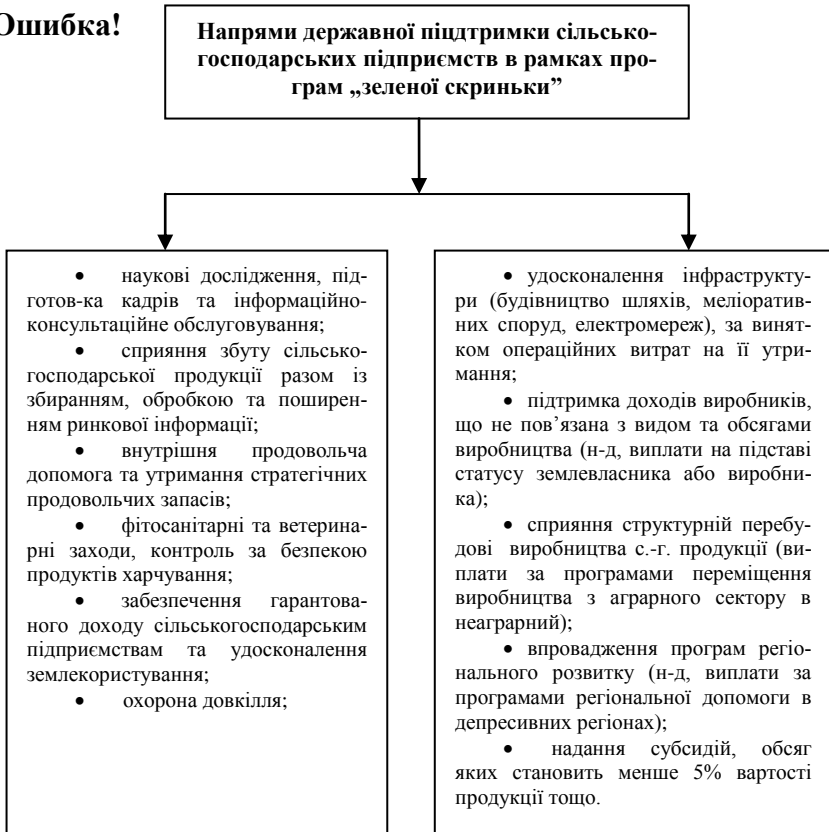 Ошибка!
Напрями державної піцдтримки сільсько-
господарських підприємств в рамках про-
грам „зеленої скриньки”
• наукові дослідження, під-
готов-ка кадрів та інформаційно-
консультаційне обслуговування;
• сприяння збуту сільсько-
господарської продукції разом із
збиранням, обробкою та поширен-
ням ринкової інформації;
• внутрішня продовольча
допомога та утримання стратегічних
продовольчих запасів;
• фітосанітарні та ветерина-
рні заходи, контроль за безпекою
продуктів харчування;
• забезпечення гарантова-
ного доходу сільськогосподарським
підприємствам та удосконалення
землекористування;
• охорона довкілля;
• удосконалення інфраструкту-
ри (будівництво шляхів, меліоратив-
них споруд, електромереж), за винят-
ком операційних витрат на її утри-
мання;
• підтримка доходів виробників,
що не пов’язана з видом та обсягами
виробництва (н-д, виплати на підставі
статусу землевласника або виробни-
ка);
• сприяння структурній перебу-
дові виробництва с.-г. продукції (ви-
плати за програмами переміщення
виробництва з аграрного сектору в
неаграрний);
• впровадження програм регіо-
нального розвитку (н-д, виплати за
програмами регіональної допомоги в
депресивних регіонах);
• надання субсидій, обсяг
яких становить менше 5% вартості
продукції тощо.